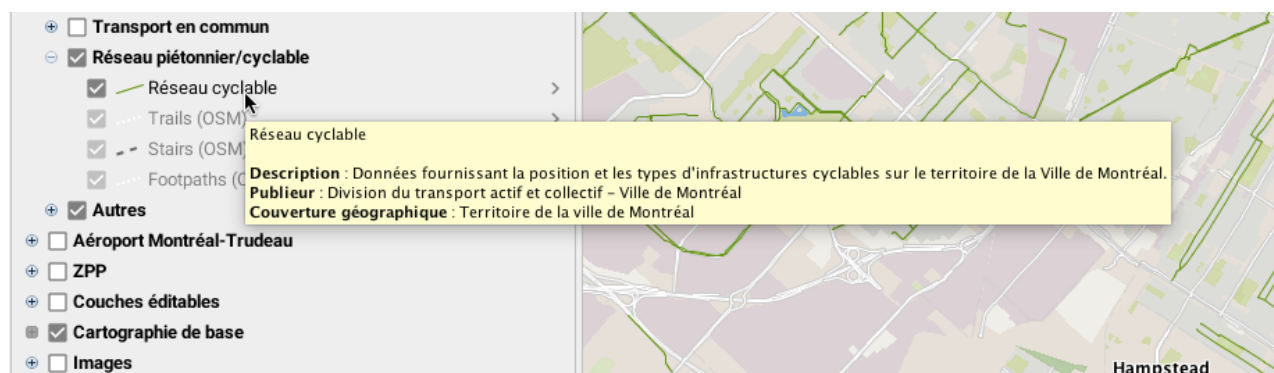 Transport en commun
Réseau piétonnier/cyclable
Réseau cyclable
Trails (OSM)
Stairs (OSM)
Footpaths (O
Réseau cyclable
Description : Données fournissant la position et les types d'infrastructures cyclables sur le territoire de la Ville de Montréal.
Publieur : Division du transport actif et collectif – Ville de Montréal
Couverture géographique : Territoire de la ville de Montréal
Autres
Aéroport Montréal-Trudeau
ZPP
Couches éditables
Cartographie de base
Images
Hampstead